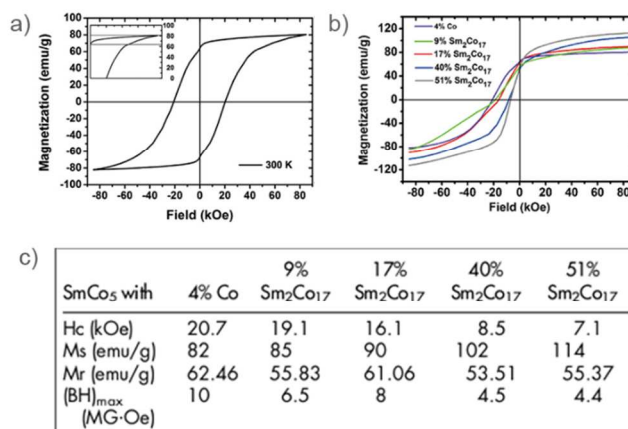 a)
100
80
60
40
20
0
-20
-40
-60
-80
-100
Magnetization (emu/g)
80
60
40
20
0
300 K
-80 -60 -40 -20 0 20 40 60 80
Field (kOe)
b)
120
80
40
0
-40
-80
-120
Magnetization (emu/g)
4% Co
9% Sm2Co17
17% Sm2Co17
40% Sm2Co17
51% Sm2Co17
-80 -60 -40 -20 0 20 40 60 80
Field (kOe)
c)
9% 17% 40% 51%
SmCo5 with 4% Co Sm2Co17 Sm2Co17 Sm2Co17 Sm2Co17
Hc (kOe) 20.7 19.1 16.1 8.5 7.1
Ms (emu/g) 82 85 90 102 114
Mr (emu/g) 62.46 55.83 61.06 53.51 55.37
(BH)max 10 6.5 8 4.5 4.4
(MG·Oe)